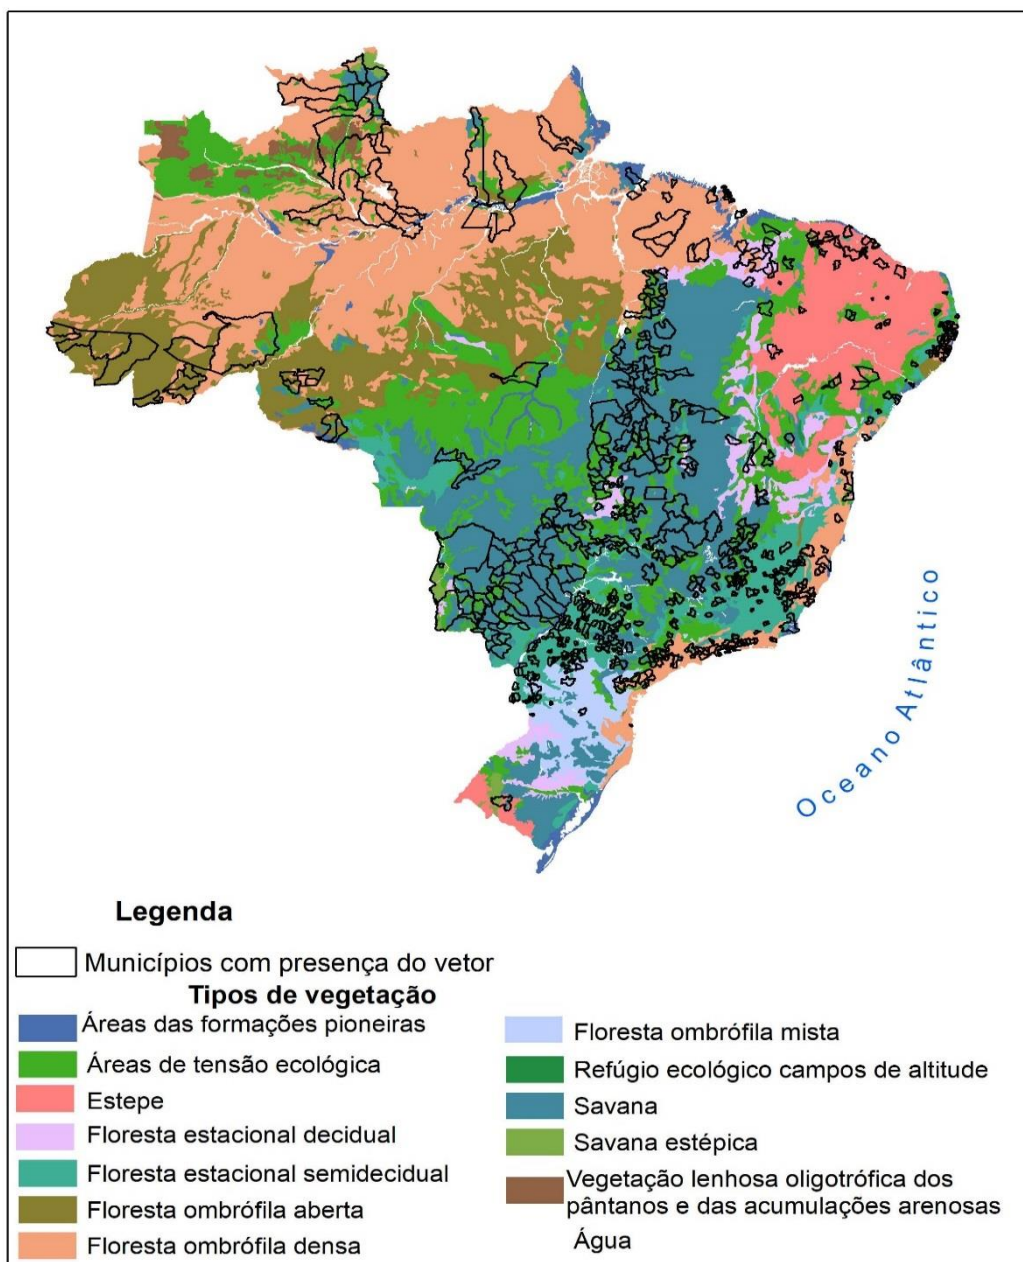 Oceano Atlântico
Legenda
Municípios com presença do vetor
Tipos de vegetação
Áreas das formações pioneiras
Áreas de tensão ecológica
Estepe
Floresta estacional decidual
Floresta estacional semidecidual
Floresta ombrófila aberta
Floresta ombrófila densa
Floresta ombrófila mista
Refúgio ecológico campos de altitude
Savana
Savana estépica
Vegetação lenhosa oligotrófica dos
pântanos e das acumulações arenosas
Água